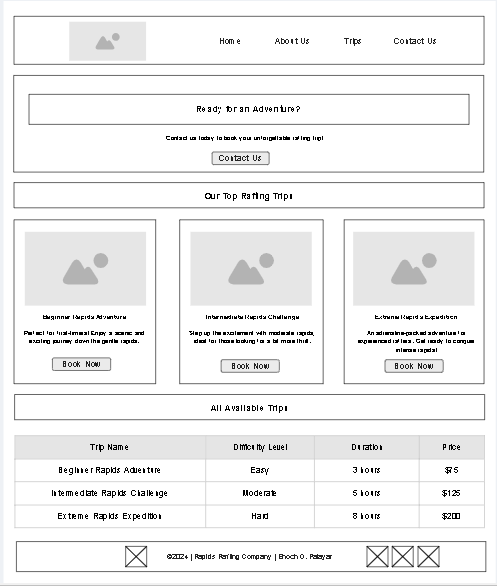 Home About Us Trips Contact Us
Ready for an Adventure?
Contact us today to book your unforgettable rafting trip!
Contact Us
Our Top Rafting Trips
Beginner Rapids Adventure
Perfect for first-timers! Enjoy a scenic and
exciting journey down the gentle rapids.
Book Now
Intermediate Rapids Challenge
Step up the excitement with moderate rapids,
ideal for those looking for a bit more thrill.
Book Now
Extreme Rapids Expedition
An adrenaline-packed adventure for
experienced rafters. Get ready to conquer
intense rapids!
Book Now
All Available Trips
Trip Name Difficulty Level Duration Price
Beginner Rapids Adventure Easy 3 hours $75
Intermediate Rapids Challenge Moderate 5 hours $125
Extreme Rapids Expedition Hard 8 hours $200
©2024 | Rapids Rafting Company | Enoch O.